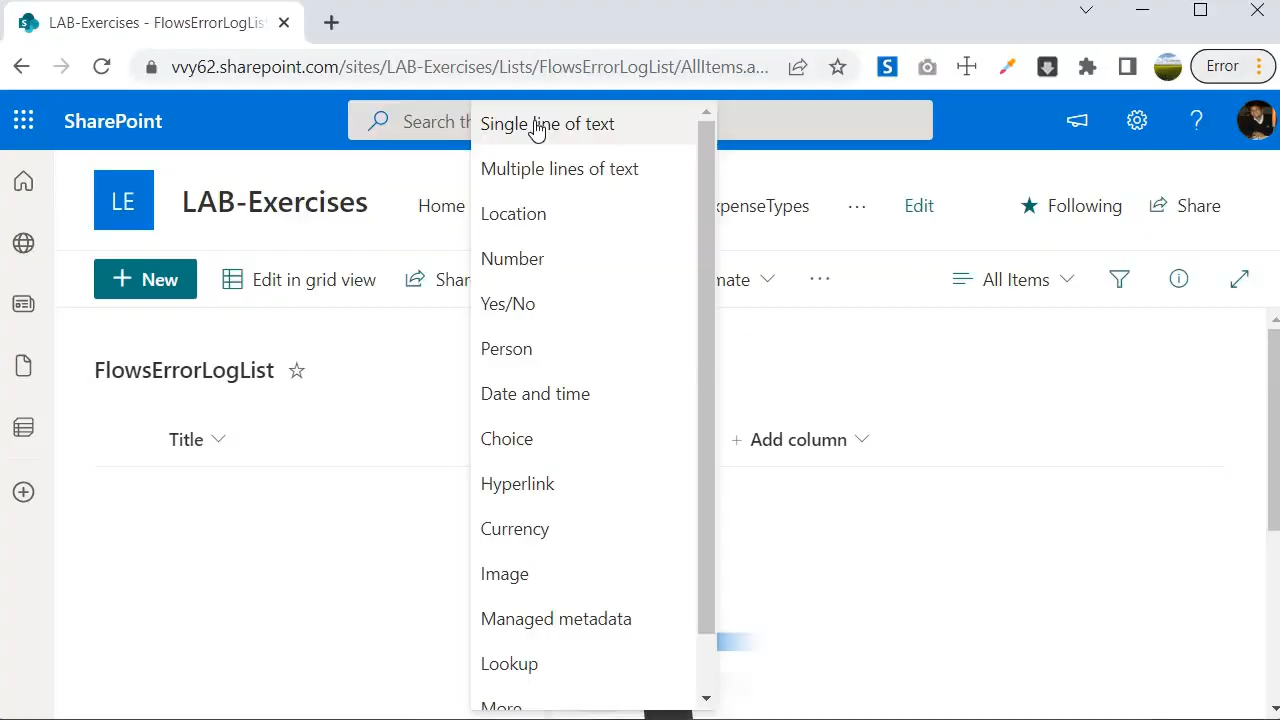 LAB-Exercises - FlowsErrorLogLis
vvy62.sharepoint.com/sites/LAB-Exercises/Lists/FlowsErrorLogList/AllItems.a...
S
Error
SharePoint
Search th
LE
LAB-Exercises
Home
xpenseTypes
...
Edit
Following
Share
New
Edit in grid view
Shar
mate
...
All Items
FlowsErrorLogList
Title
+ Add column
Single line of text
Multiple lines of text
Location
Number
Yes/No
Person
Date and time
Choice
Hyperlink
Currency
Image
Managed metadata
Lookup
More